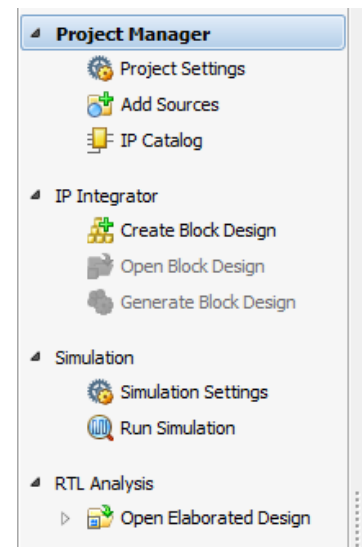 Project Manager
Project Settings
Add Sources
IP Catalog
IP Integrator
Create Block Design
Open Block Design
Generate Block Design
Simulation
Simulation Settings
Run Simulation
RTL Analysis
Open Elaborated Design